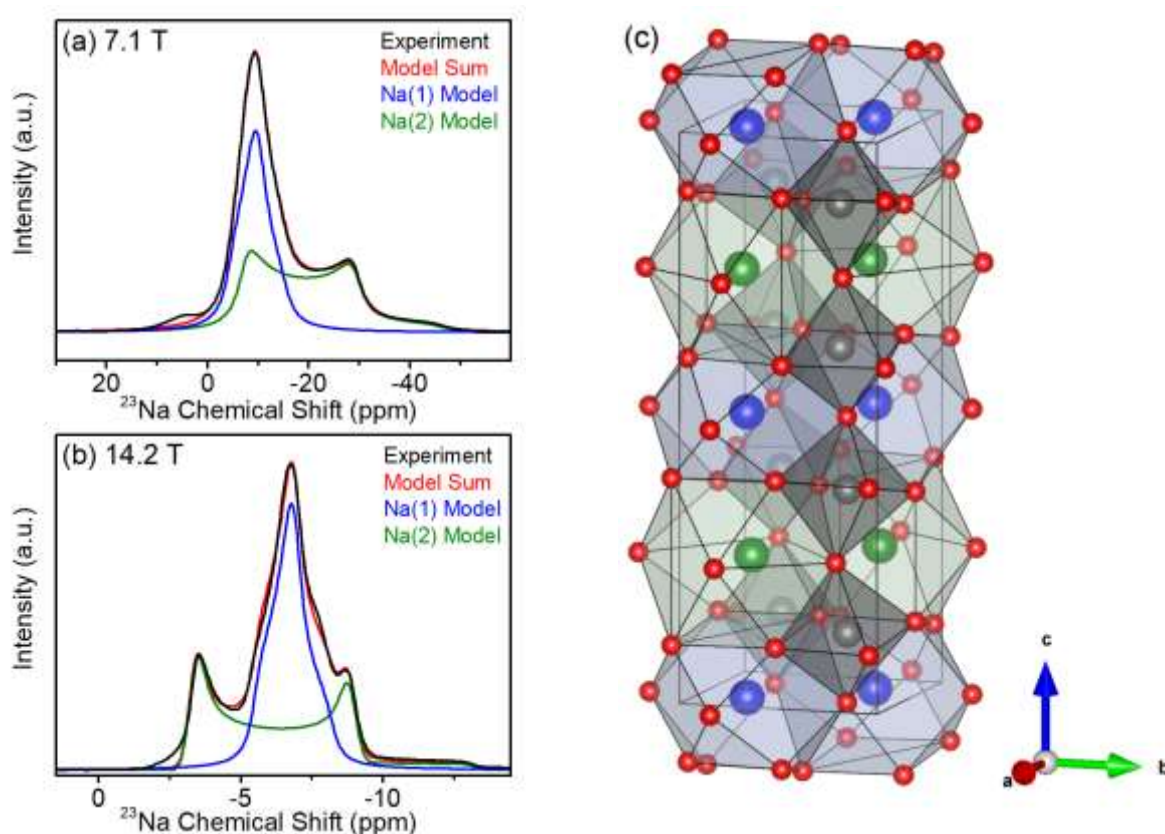 (a) 7.1 T
Experiment
Model Sum
Na(1) Model
Na(2) Model
Intensity (a.u.)
20 0 -20 -40
²³Na Chemical Shift (ppm)
(b) 14.2 T
Experiment
Model Sum
Na(1) Model
Na(2) Model
Intensity (a.u.)
0 -5 -10
²³Na Chemical Shift (ppm)
(c)
c
a
b